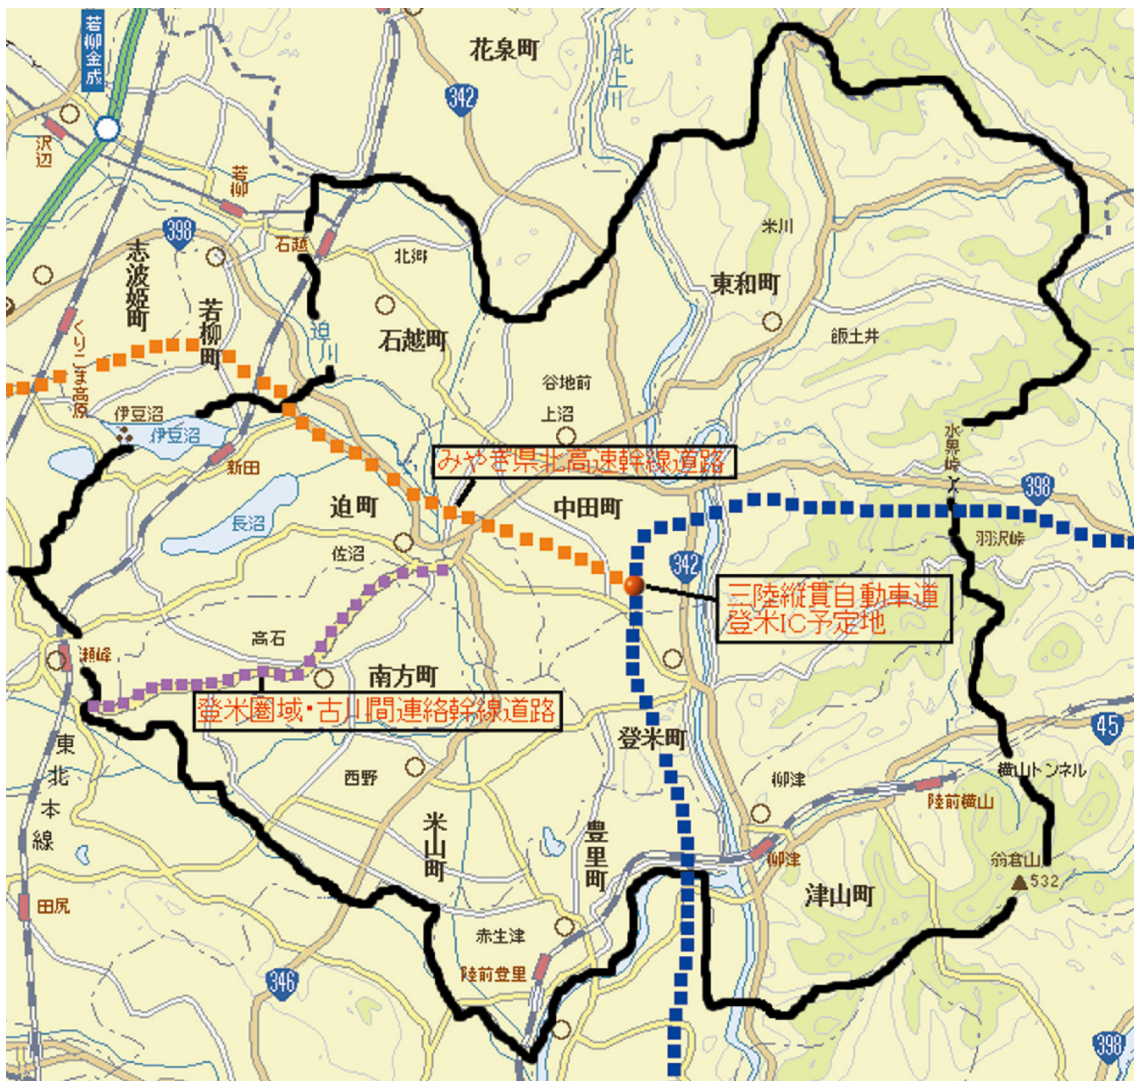 若柳金成
花泉町
北上川
342
沢辺
若柳
398
石越
北郷
米川
志波姫町
若柳町
迫川
石越町
東和町
飯土井
くりこま高原
谷地前
上沼
伊豆沼
伊豆沼
新田
水界峠
みやぎ県北高速幹線道路
398
長沼
迫町
中田町
羽沢峠
佐沼
342
三陸縦貫自動車道
登米IC予定地
高石
瀬峰
南方町
登米圏域・古川間連絡幹線道路
登米町
45
東北本線
西野
柳津
横山トンネル
陸前横山
米山町
豊里町
柳津
翁倉山
532
田尻
津山町
赤生津
陸前豊里
346
398